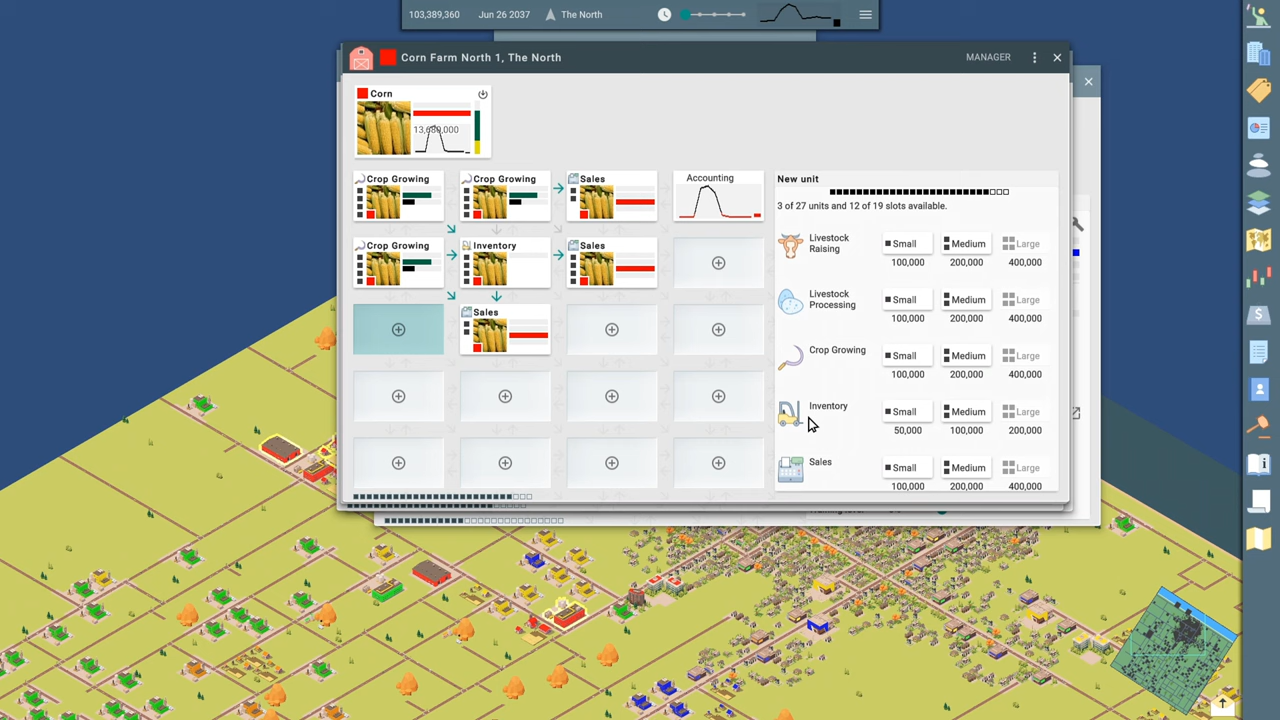 103,389,360 Jun 26 2037 The North
Corn Farm North 1, The North MANAGER
Corn
13,680,000
Crop Growing Crop Growing Sales Accounting
Crop Growing Inventory Sales
Sales
New unit
3 of 27 units and 12 of 19 slots available.
Livestock Raising Small Medium Large
100,000 200,000 400,000
Livestock Processing Small Medium Large
100,000 200,000 400,000
Crop Growing Small Medium Large
100,000 200,000 400,000
Inventory Small Medium Large
50,000 100,000 200,000
Sales Small Medium Large
100,000 200,000 400,000